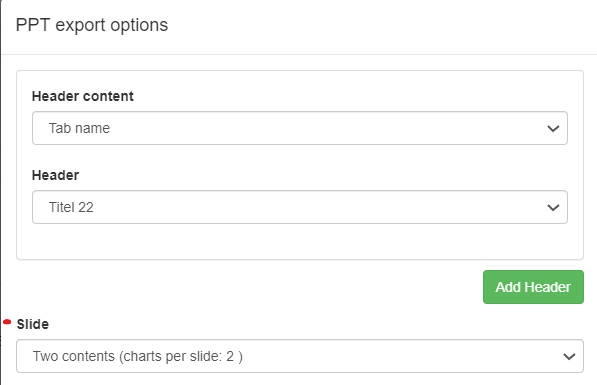 PPT export options
Header content
Tab name
Header
Titel 22
Add Header
Slide
Two contents (charts per slide: 2 )